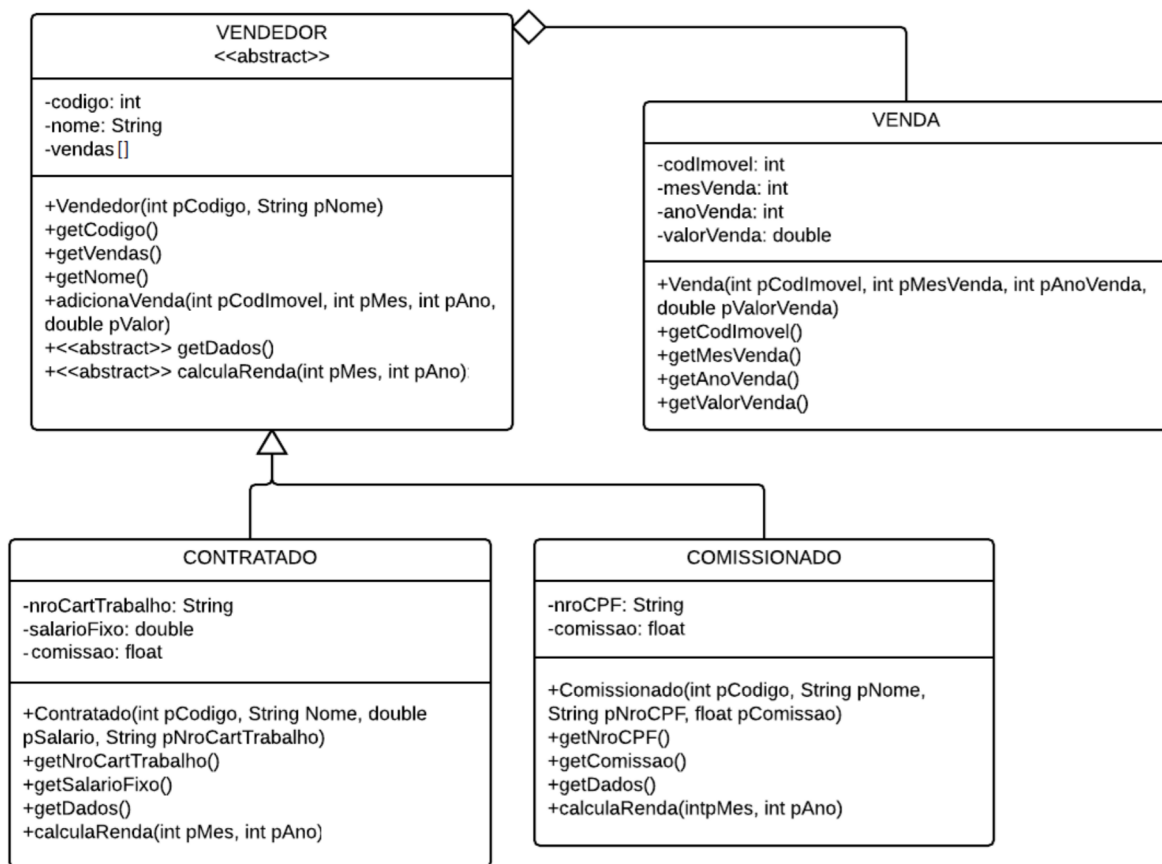 VENDEDOR
<<abstract>>
-codigo: int
-nome: String
-vendas[]
+Vendedor(int pCodigo, String pNome)
+getCodigo()
+getVendas()
+getNome()
+adicionaVenda(int pCodImovel, int pMes, int pAno,
double pValor)
+<<abstract>> getDados()
+<<abstract>> calculaRenda(int pMes, int pAno)
VENDA
-codImovel: int
-mesVenda: int
-anoVenda: int
-valorVenda: double
+Venda(int pCodImovel, int pMesVenda, int pAnoVenda,
double pValorVenda)
+getCodImovel()
+getMesVenda()
+getAnoVenda()
+getValorVenda()
CONTRATADO
-nroCartTrabalho: String
-salarioFixo: double
-comissao: float
+Contratado(int pCodigo, String Nome, double
pSalario, String pNroCartTrabalho)
+getNroCartTrabalho()
+getSalarioFixo()
+getDados()
+calculaRenda(int pMes, int pAno)
COMISSIONADO
-nroCPF: String
-comissao: float
+Comissionado(int pCodigo, String pNome,
String pNroCPF, float pComissao)
+getNroCPF()
+getComissao()
+getDados()
+calculaRenda(intpMes, int pAno)